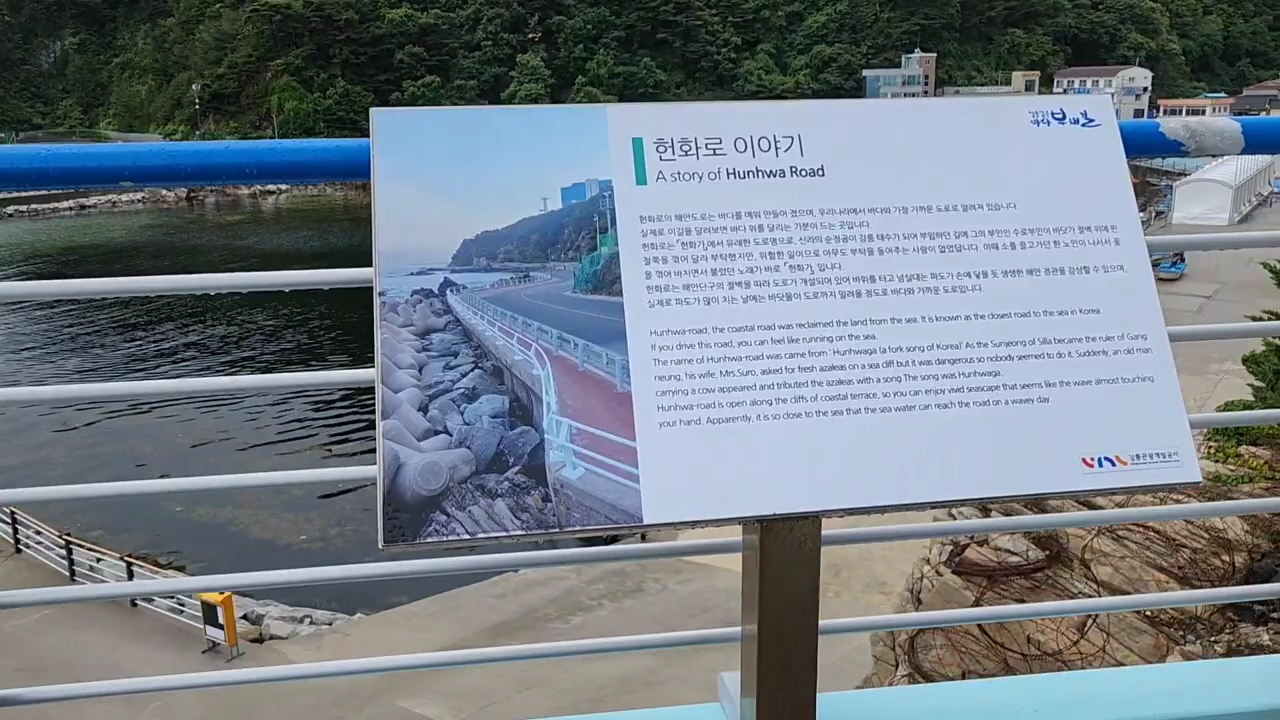 바다부채길
헌화로 이야기
A story of Hunhwa Road
헌화로의 해안도로는 바다를 메워 만들어 졌으며, 우리나라에서 바다와 가장 가까운 도로로 알려져 있습니다.
실제로 이길을 달려보면 바다 위를 달리는 기분이 드는 곳입니다.
헌화로는 「헌화가」에서 유래한 도로명으로, 신라의 순정공이 강릉 태수가 되어 부임하던 길에 그의 부인인 수로부인이 바닷가 절벽 위에 핀
철쭉을 꺾어 달라 부탁했지만, 위험한 일이므로 아무도 부탁을 들어주는 사람이 없었답니다. 이때 소를 끌고가던 한 노인이 나서서 꽃
을 꺾어 바치면서 불렀던 노래가 바로 「헌화가」입니다.
헌화로는 해안단구의 절벽을 따라 도로가 개설되어 있어 바위를 타고 넘실대는 파도가 손에 닿을 듯 생생한 해안 경관을 감상할 수 있으며,
실제로 파도가 많이 치는 날에는 바닷물이 도로까지 밀려올 정도로 바다와 가까운 도로입니다.
Hunhwa-road, the coastal road was reclaimed the land from the sea. It is known as the closest road to the sea in Korea.
If you drive this road, you can feel like running on the sea.
The name of Hunhwa-road was came from ' Hunhwaga (a fork song of Korea)' As the Sunjeong of Silla became the ruler of Gang
neung, his wife, Mrs.Suro, asked for fresh azaleas on a sea cliff but it was dangerous so nobody seemed to do it. Suddenly, an old man
carrying a cow appeared and tributed the azaleas with a song The song was Hunhwaga.
Hunhwa-road is open along the cliffs of coastal terrace, so you can enjoy vivid seascape that seems like the wave almost touching
your hand. Apparently, it is so close to the sea that the sea water can reach the road on a wavey day.
강릉관광개발공사